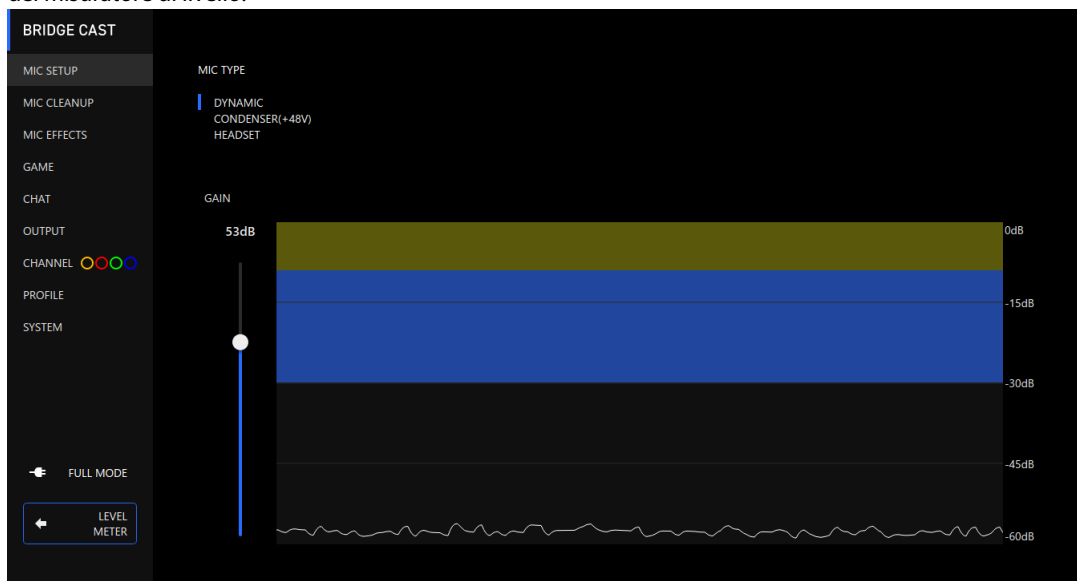 BRIDGE CAST
MIC SETUP
MIC CLEANUP
MIC EFFECTS
GAME
CHAT
OUTPUT
CHANNEL
PROFILE
SYSTEM
FULL MODE
LEVEL
METER
MIC TYPE
DYNAMIC
CONDENSER(+48V)
HEADSET
GAIN
53dB
0dB
-15dB
-30dB
-45dB
-60dB